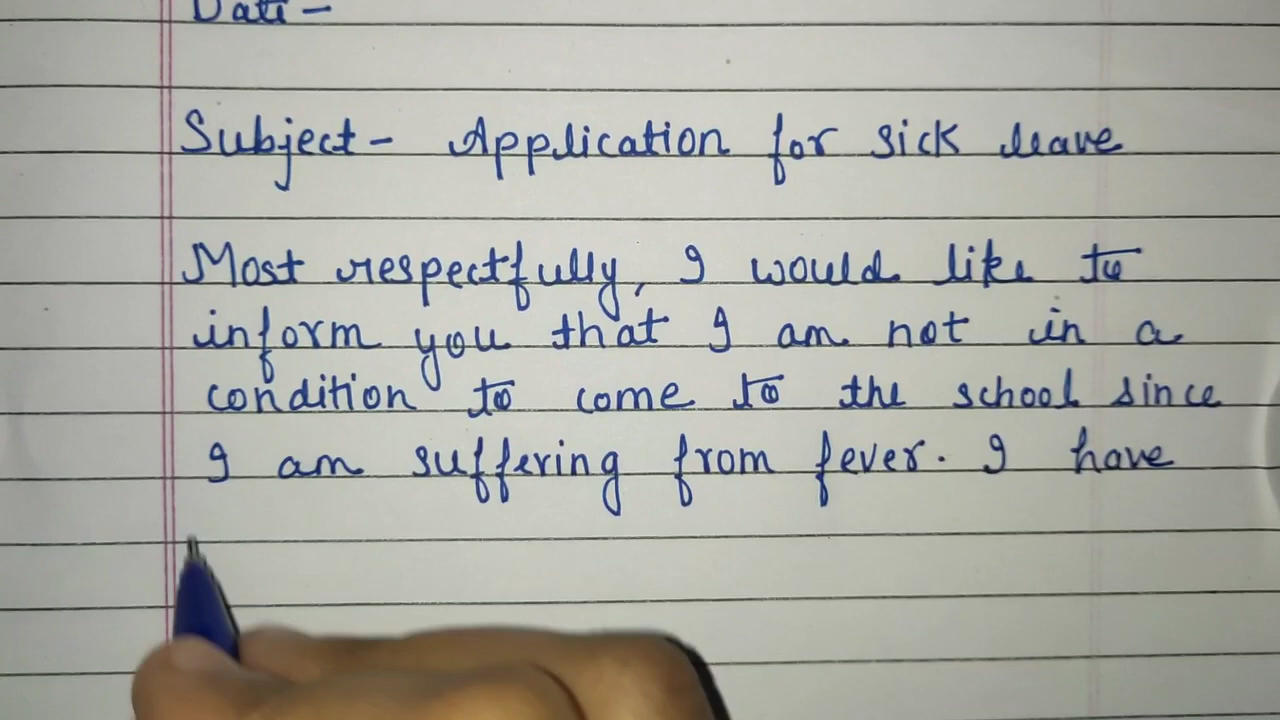 Date -
Subject - Application for sick leave
Most respectfully, I would like to
inform you that I am not in a
condition to come to the school since
I am suffering from fever. I have